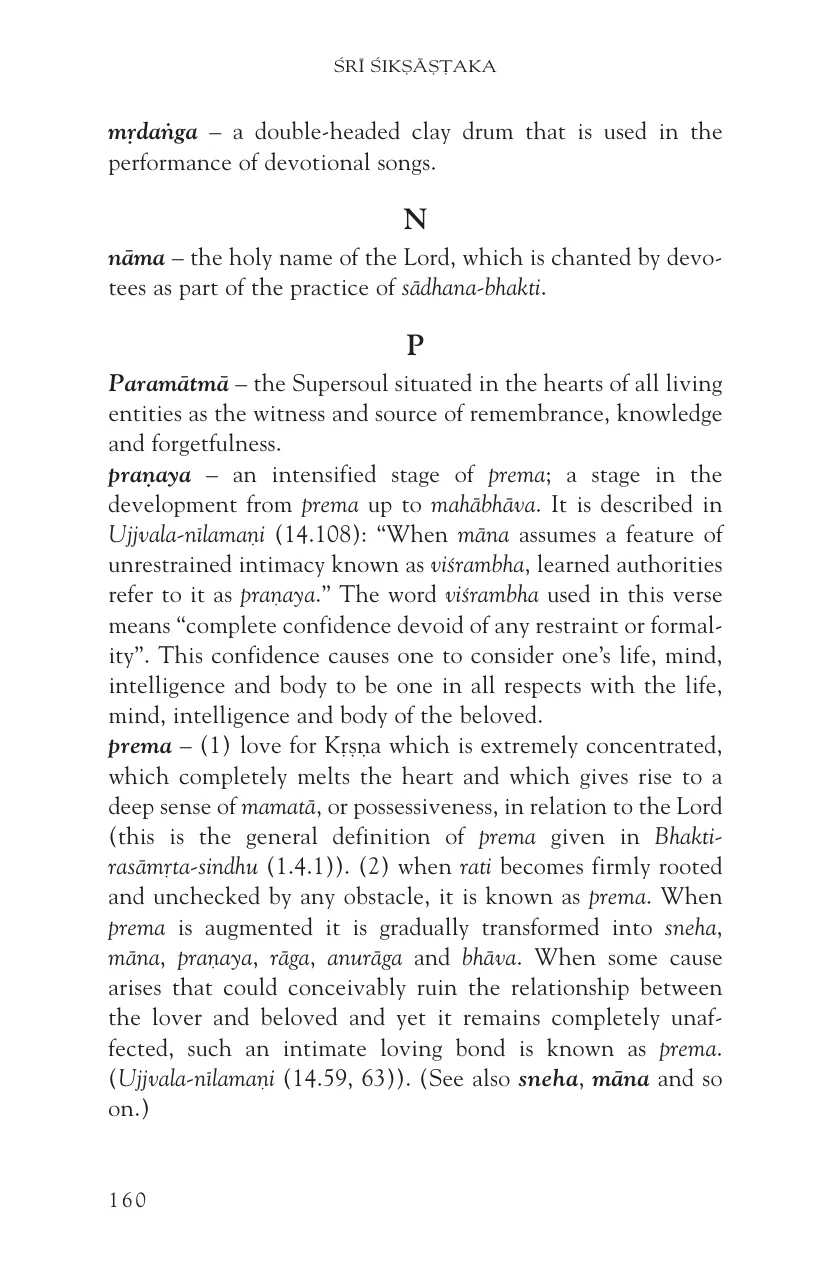 ŚRĪ ŚIKṢĀṢṬAKA
mṛdaṅga – a double-headed clay drum that is used in the
performance of devotional songs.
N
nāma – the holy name of the Lord, which is chanted by devo-
tees as part of the practice of sādhana-bhakti.
P
Paramātmā – the Supersoul situated in the hearts of all living
entities as the witness and source of remembrance, knowledge
and forgetfulness.
praṇaya – an intensified stage of prema; a stage in the
development from prema up to mahābhāva. It is described in
Ujjvala-nīlamaṇi (14.108): “When māna assumes a feature of
unrestrained intimacy known as viśrambha, learned authorities
refer to it as praṇaya.” The word viśrambha used in this verse
means “complete confidence devoid of any restraint or formal-
ity”. This confidence causes one to consider one’s life, mind,
intelligence and body to be one in all respects with the life,
mind, intelligence and body of the beloved.
prema – (1) love for Kṛṣṇa which is extremely concentrated,
which completely melts the heart and which gives rise to a
deep sense of mamatā, or possessiveness, in relation to the Lord
(this is the general definition of prema given in Bhakti-
rasāmṛta-sindhu (1.4.1)). (2) when rati becomes firmly rooted
and unchecked by any obstacle, it is known as prema. When
prema is augmented it is gradually transformed into sneha,
māna, praṇaya, rāga, anurāga and bhāva. When some cause
arises that could conceivably ruin the relationship between
the lover and beloved and yet it remains completely unaf-
fected, such an intimate loving bond is known as prema.
(Ujjvala-nīlamaṇi (14.59, 63)). (See also sneha, māna and so
on.)
160